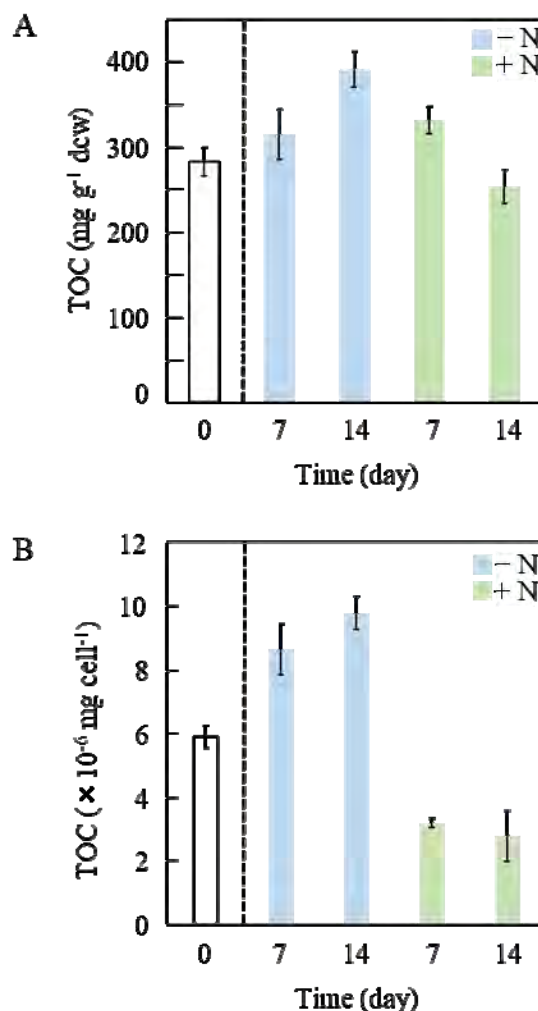 A
− N
+ N
400
300
200
100
0
TOC (mg g⁻¹ dcw)
0 7 14 7 14
Time (day)
B
− N
+ N
12
10
8
6
4
2
0
TOC (× 10⁻⁶ mg cell⁻¹)
0 7 14 7 14
Time (day)